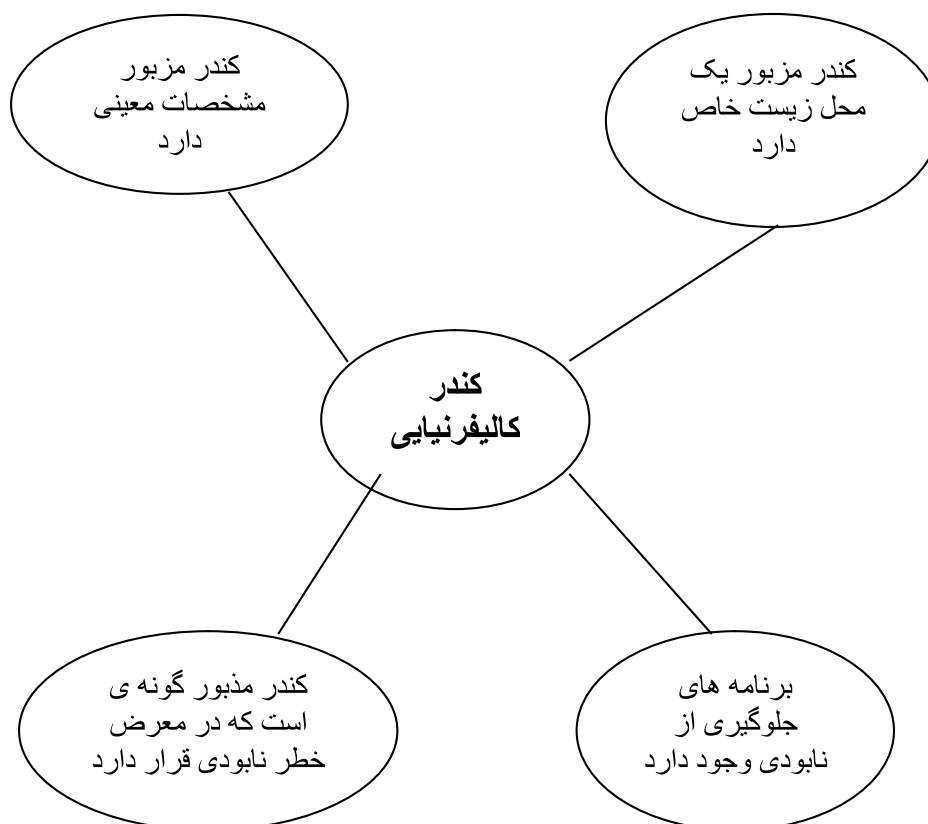 کندر مزبور یک
محل زیست خاص
دارد
کندر مزبور
مشخصات معینی
دارد
کندر
کالیفرنیایی
برنامه های
جلوگیری از
نابودی وجود دارد
کندر مذبور گونه ی
است که در معرض
خطر نابودی قرار دارد